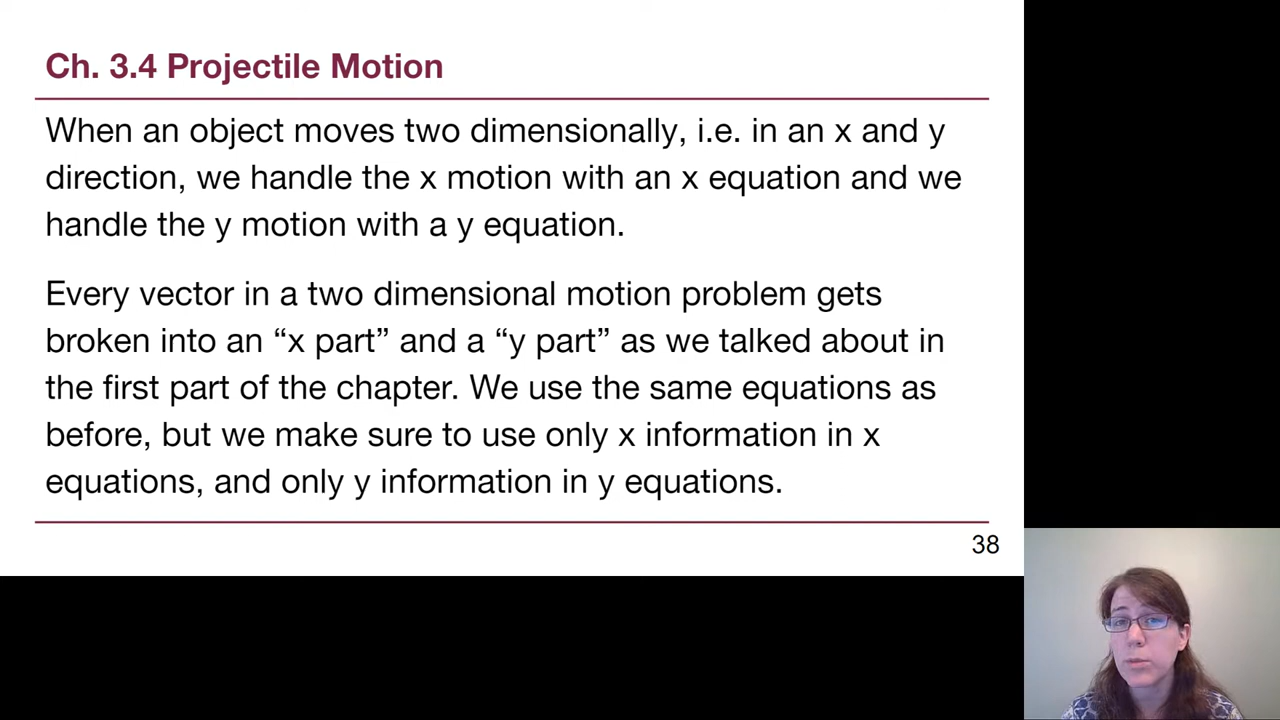 Ch. 3.4 Projectile Motion
When an object moves two dimensionally, i.e. in an x and y
direction, we handle the x motion with an x equation and we
handle the y motion with a y equation.
Every vector in a two dimensional motion problem gets
broken into an “x part” and a “y part” as we talked about in
the first part of the chapter. We use the same equations as
before, but we make sure to use only x information in x
equations, and only y information in y equations.
38